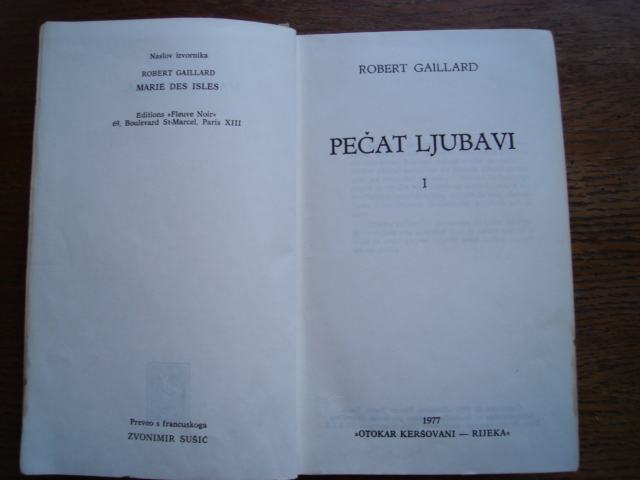 Naslov izvornika
ROBERT GAILLARD
MARIE DES ISLES
Editions »Fleuve Noir«
69, Boulevard St-Marcel, Paris XIII
Preveo s francuskoga
ZVONIMIR SUŠIĆ
ROBERT GAILLARD
PEČAT LJUBAVI
I
1977
»OTOKAR KERŠOVANI — RIJEKA«